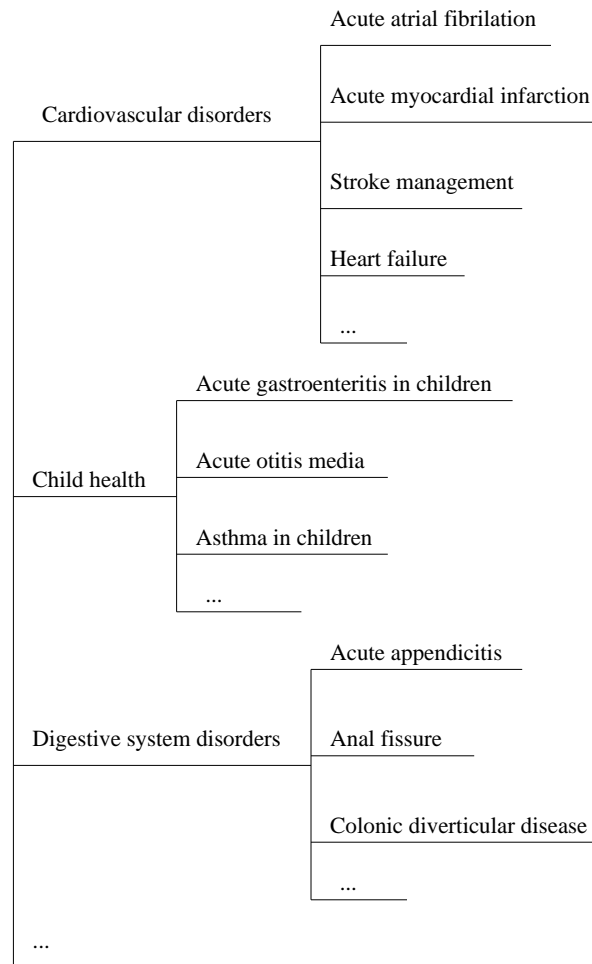 Acute atrial fibrilation
Acute myocardial infarction
Cardiovascular disorders
Stroke management
Heart failure
...
Acute gastroenteritis in children
Acute otitis media
Child health
Asthma in children
...
Acute appendicitis
Digestive system disorders
Anal fissure
Colonic diverticular disease
...
...